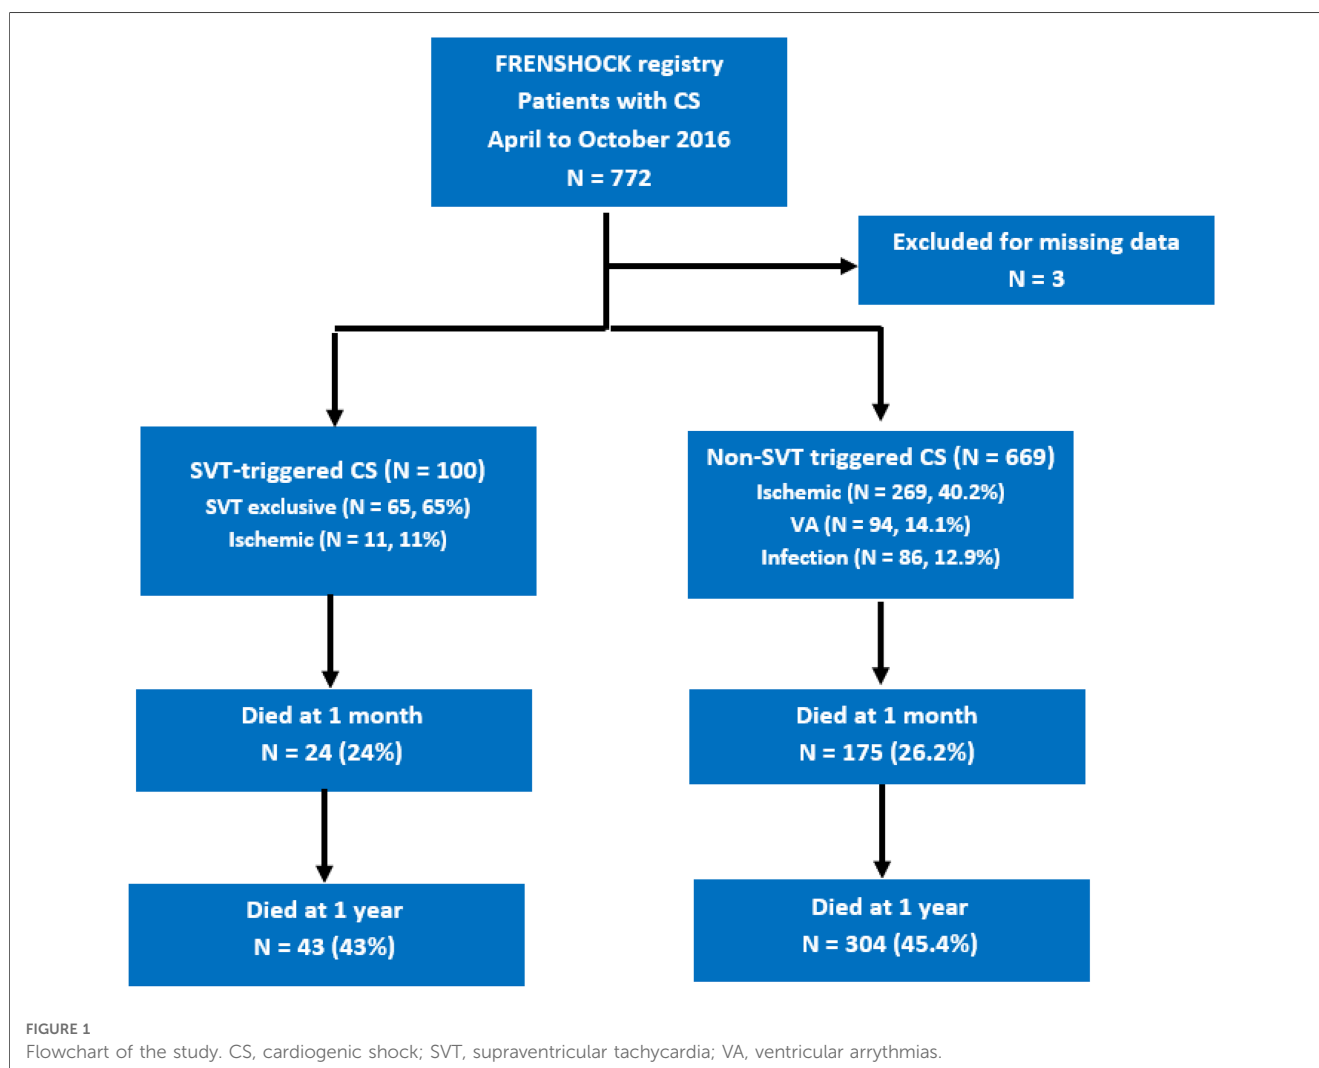 FRENSHOCK registry
Patients with CS
April to October 2016
N = 772
Excluded for missing data
N = 3
SVT-triggered CS (N = 100)
SVT exclusive (N = 65, 65%)
Ischemic (N = 11, 11%)
Non-SVT triggered CS (N = 669)
Ischemic (N = 269, 40.2%)
VA (N = 94, 14.1%)
Infection (N = 86, 12.9%)
Died at 1 month
N = 24 (24%)
Died at 1 month
N = 175 (26.2%)
Died at 1 year
N = 43 (43%)
Died at 1 year
N = 304 (45.4%)
FIGURE 1
Flowchart of the study. CS, cardiogenic shock; SVT, supraventricular tachycardia; VA, ventricular arrythmias.